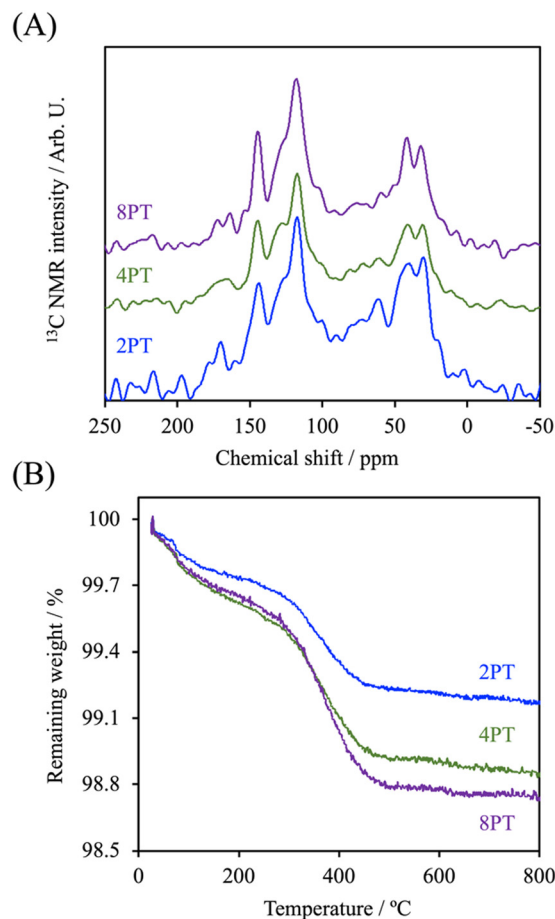 (A)
¹³C NMR intensity / Arb. U.
8PT
4PT
2PT
250 200 150 100 50 0 -50
Chemical shift / ppm
(B)
Remaining weight / %
100
99.7
99.4
99.1
98.8
98.5
2PT
4PT
8PT
0 200 400 600 800
Temperature / ºC